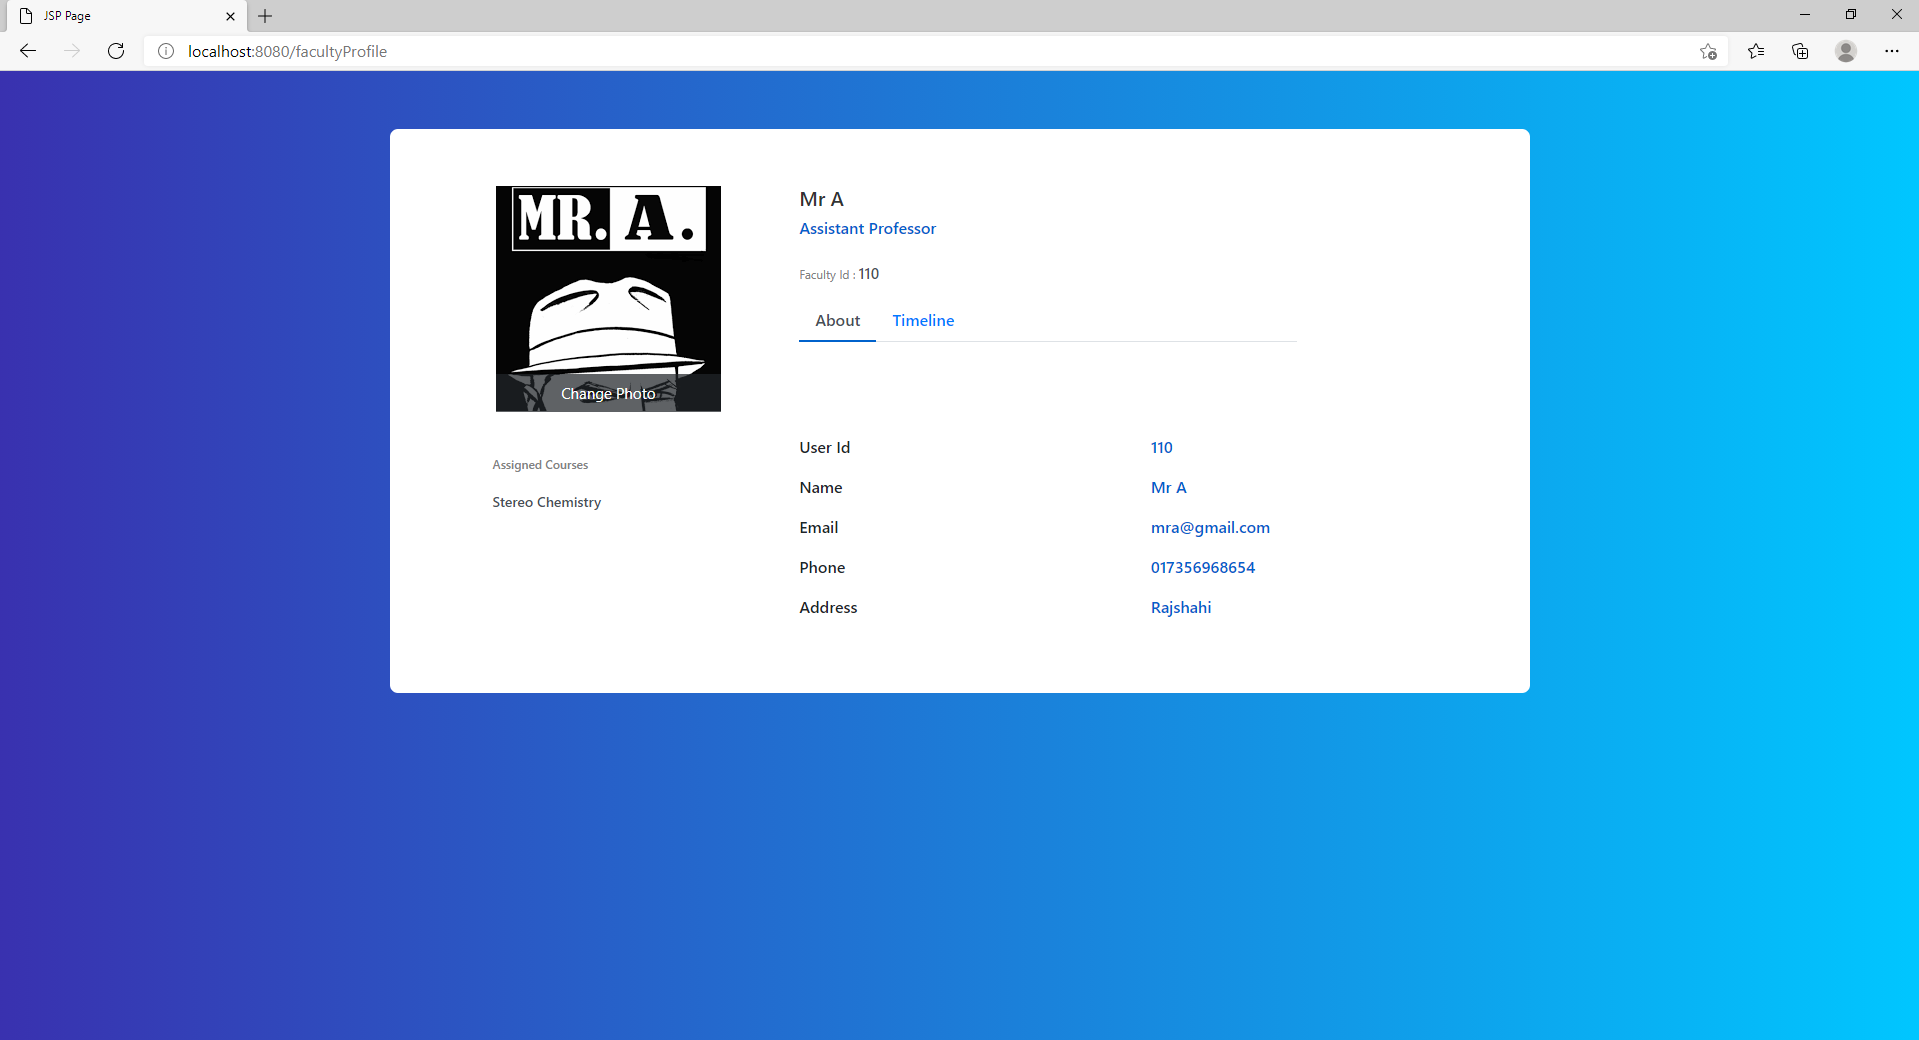 JSP Page
localhost:8080/facultyProfile
MR. A.
Change Photo
Assigned Courses
Stereo Chemistry
Mr A
Assistant Professor
Faculty Id : 110
About Timeline
User Id 110
Name Mr A
Email mra@gmail.com
Phone 017356968654
Address Rajshahi